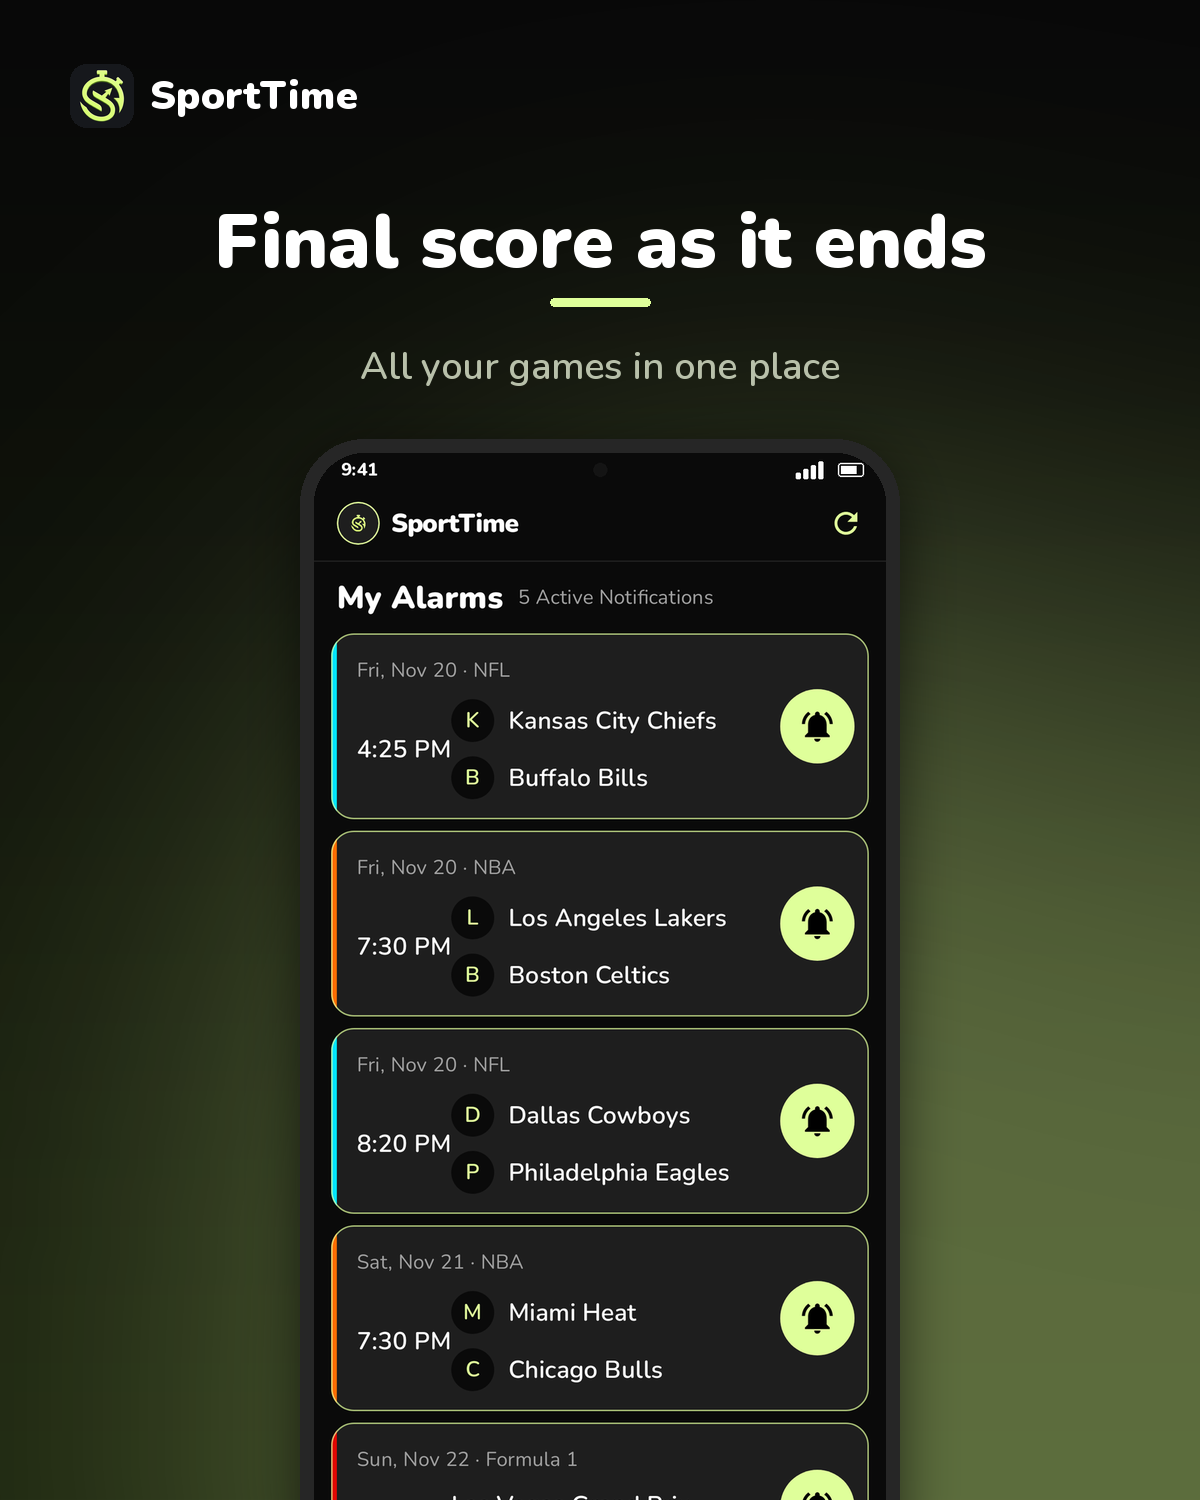 SportTime
Final score as it ends
All your games in one place
9:41
SportTime
My Alarms 5 Active Notifications
Fri, Nov 20 · NFL
K Kansas City Chiefs
4:25 PM
B Buffalo Bills
Fri, Nov 20 · NBA
L Los Angeles Lakers
7:30 PM
B Boston Celtics
Fri, Nov 20 · NFL
D Dallas Cowboys
8:20 PM
P Philadelphia Eagles
Sat, Nov 21 · NBA
M Miami Heat
7:30 PM
C Chicago Bulls
Sun, Nov 22 · Formula 1